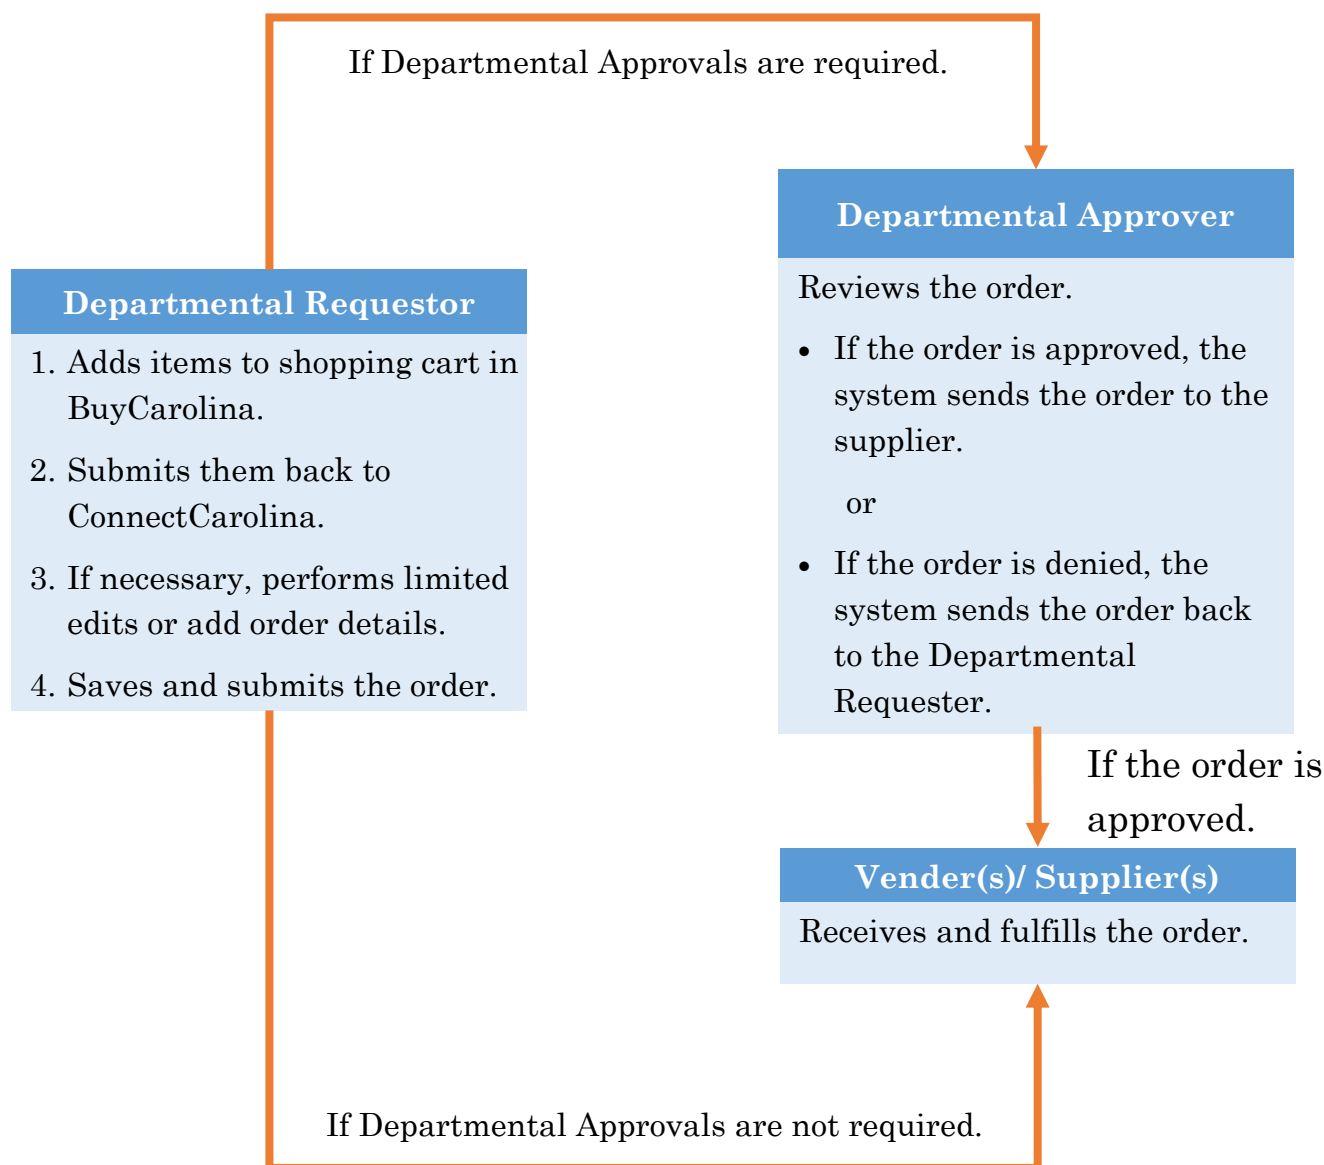 If Departmental Approvals are required.
Departmental Requestor
1. Adds items to shopping cart in
BuyCarolina.
2. Submits them back to
ConnectCarolina.
3. If necessary, performs limited
edits or add order details.
4. Saves and submits the order.
Departmental Approver
Reviews the order.
• If the order is approved, the
system sends the order to the
supplier.
or
• If the order is denied, the
system sends the order back
to the Departmental
Requester.
If the order is
approved.
Vender(s)/ Supplier(s)
Receives and fulfills the order.
If Departmental Approvals are not required.